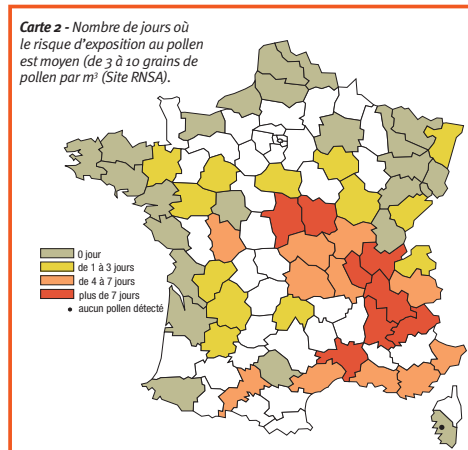 Carte 2 - Nombre de jours où
le risque d'exposition au pollen
est moyen (de 3 à 10 grains de
pollen par m³ (Site RNSA).
0 jour
de 1 à 3 jours
de 4 à 7 jours
plus de 7 jours
• aucun pollen détecté